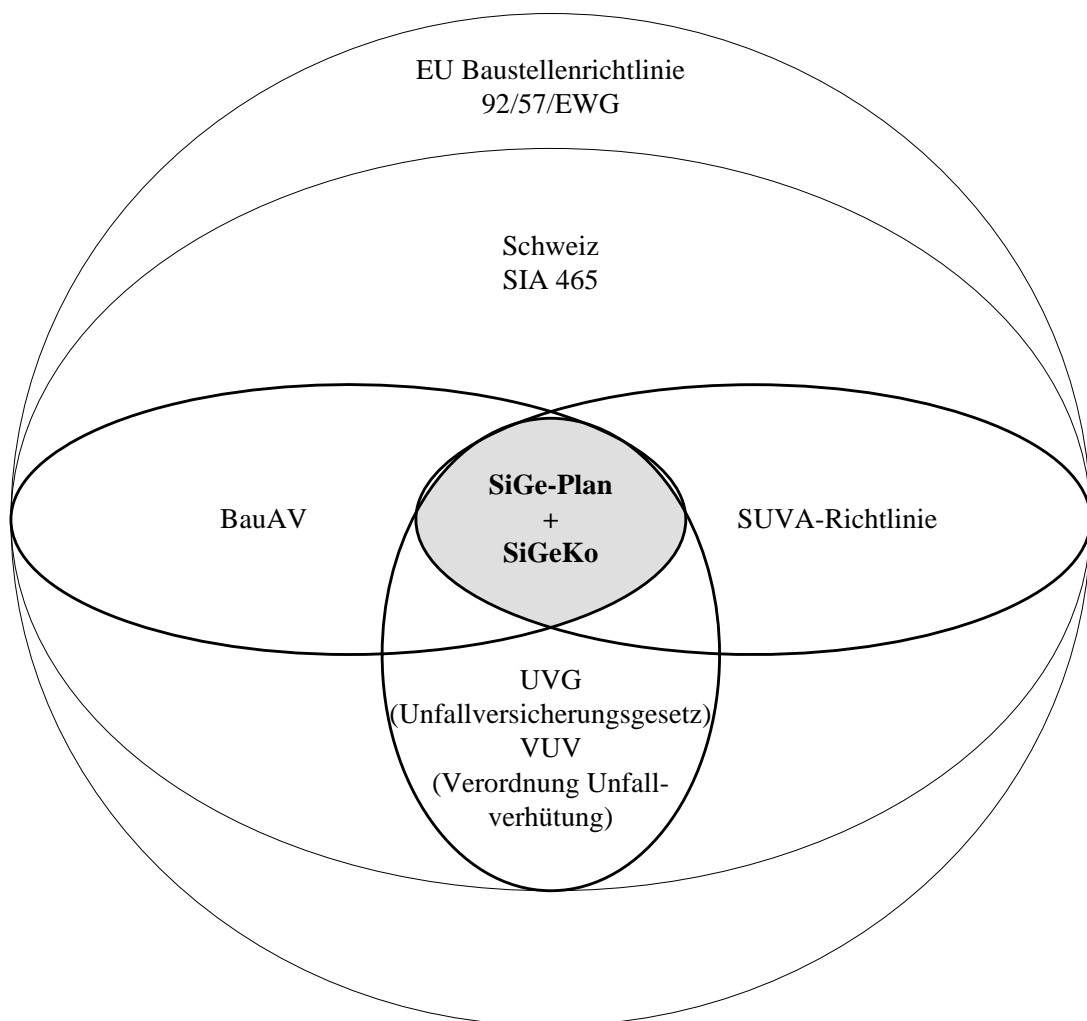 EU Baustellenrichtlinie
92/57/EWG
Schweiz
SIA 465
BauAV
SiGe-Plan
+
SiGeKo
SUVA-Richtlinie
UVG
(Unfallversicherungsgesetz)
VUV
(Verordnung Unfall-
verhütung)